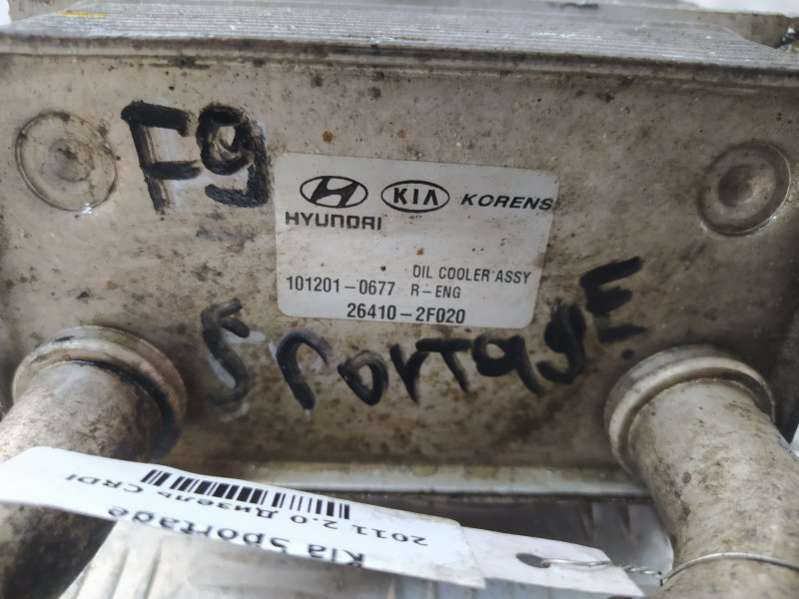 F9
HYUNDAI
KIA
KORENS
OIL COOLER ASSY
101201-0677 R-ENG
26410-2F020
SportagE
Kia Sportage
2011 2.0 Дизель CRDI